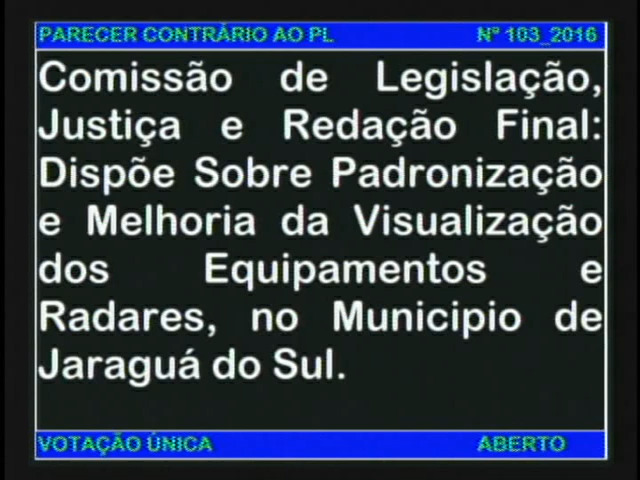 PARECER CONTRÁRIO AO PL Nº 103_2016
Comissão de Legislação,
Justiça e Redação Final:
Dispõe Sobre Padronização
e Melhoria da Visualização
dos Equipamentos e
Radares, no Municipio de
Jaraguá do Sul.
VOTAÇÃO ÚNICA ABERTO